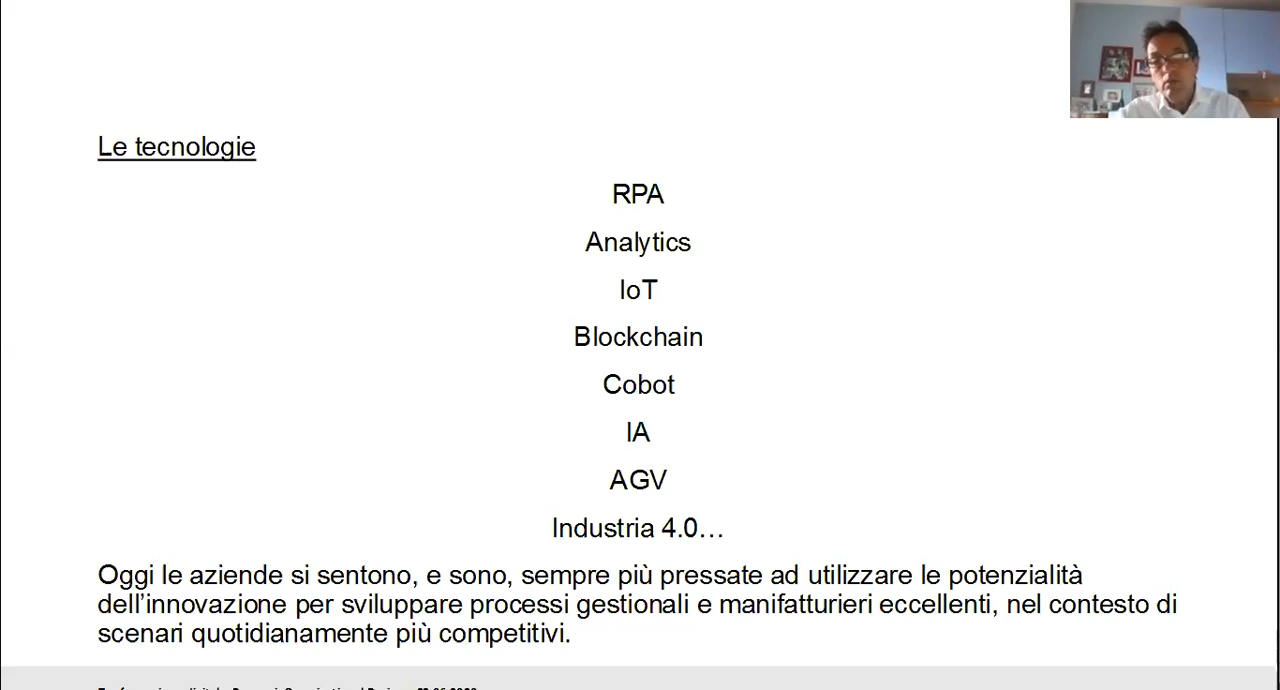 Le tecnologie
RPA
Analytics
IoT
Blockchain
Cobot
IA
AGV
Industria 4.0…
Oggi le aziende si sentono, e sono, sempre più pressate ad utilizzare le potenzialità
dell’innovazione per sviluppare processi gestionali e manifatturieri eccellenti, nel contesto di
scenari quotidianamente più competitivi.